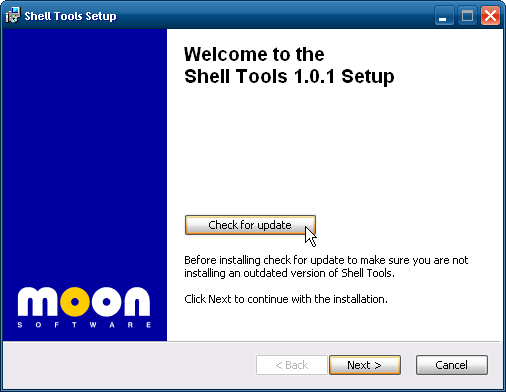 Shell Tools Setup
Welcome to the
Shell Tools 1.0.1 Setup
Check for update
Before installing check for update to make sure you are not
installing an outdated version of Shell Tools.
Click Next to continue with the installation.
moon
SOFTWARE
< Back
Next >
Cancel